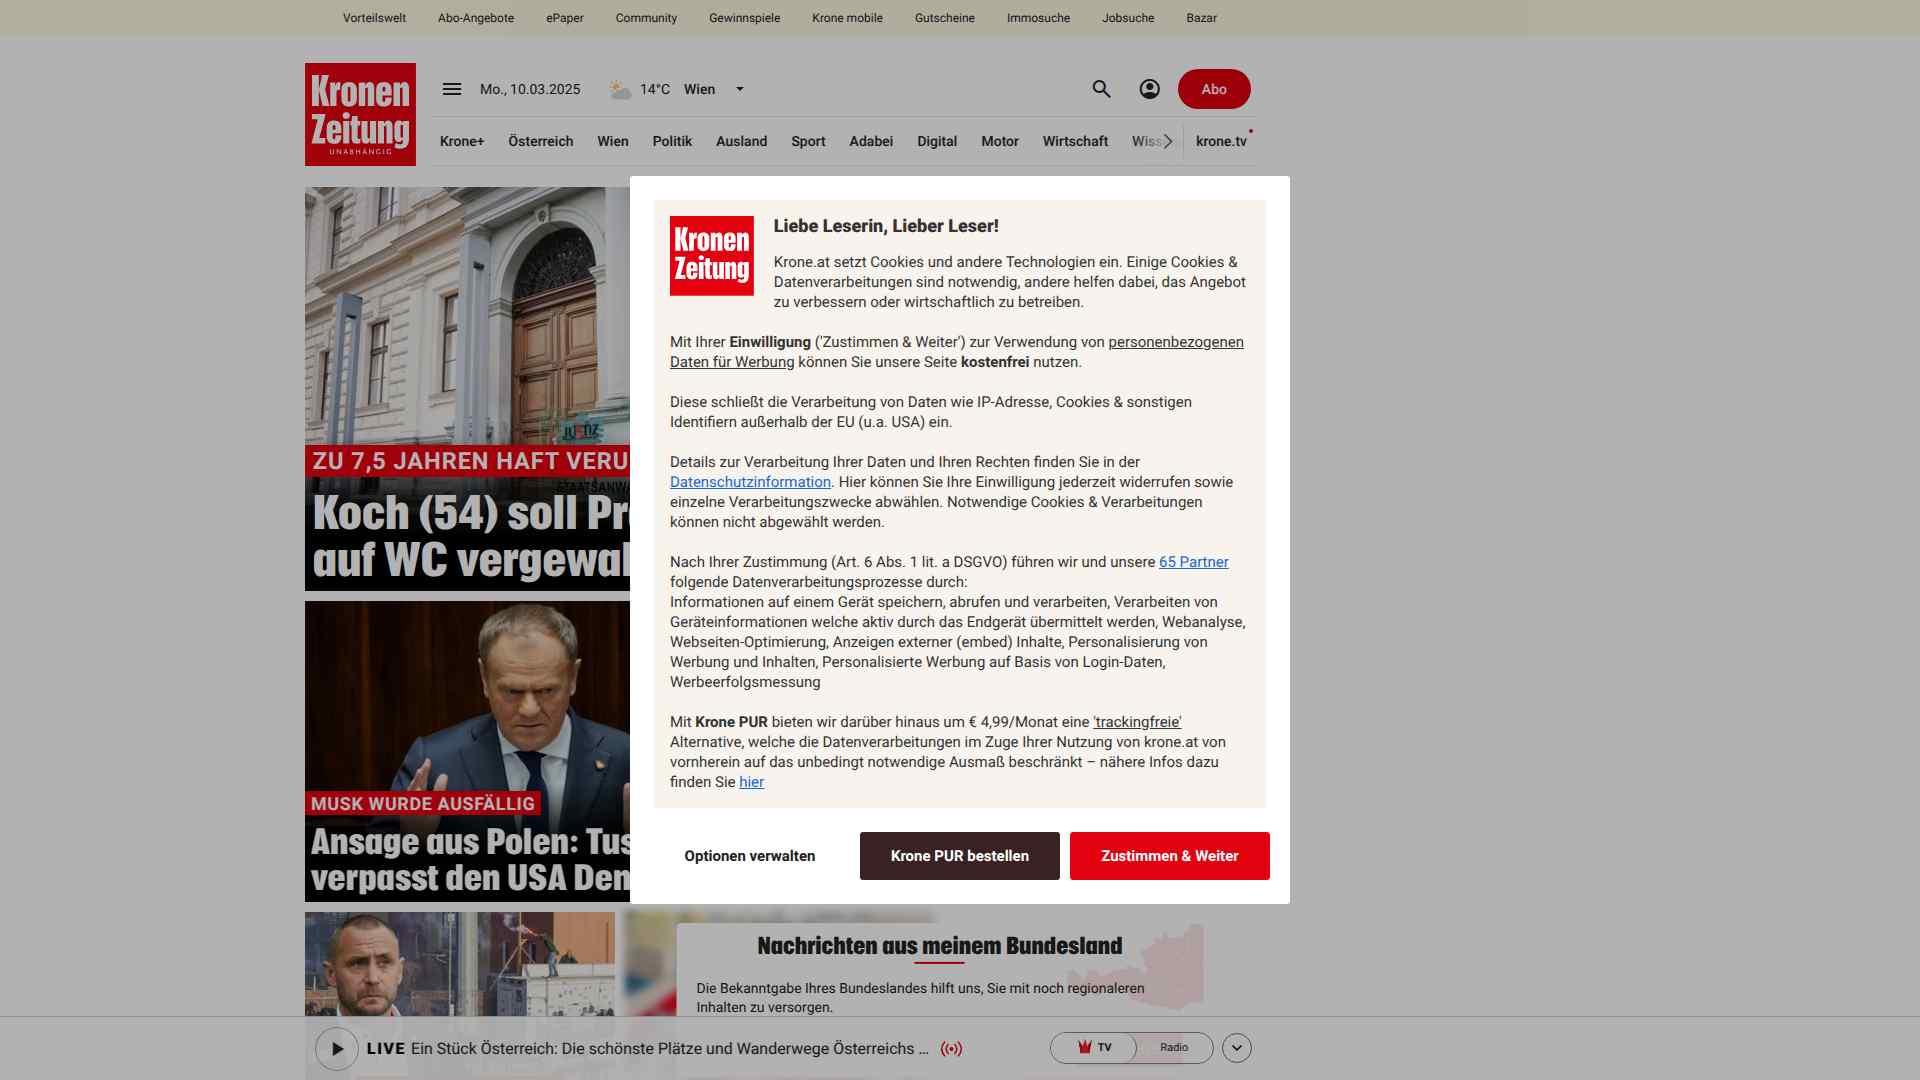 Vorteilswelt Abo-Angebote ePaper Community Gewinnspiele Krone mobile Gutscheine Immosuche Jobsuche Bazar
Kronen
Zeitung
UNABHÄNGIG
Mo., 10.03.2025 14°C Wien Abo
Krone+ Österreich Wien Politik Ausland Sport Adabei Digital Motor Wirtschaft Wiss krone.tv
JUSTIZ
STAATSANWA
ZU 7,5 JAHREN HAFT VERU
Koch (54) soll Pr
auf WC vergewal
MUSK WURDE AUSFÄLLIG
Ansage aus Polen: Tus
verpasst den USA Den
Kronen
Zeitung
Liebe Leserin, Lieber Leser!
Krone.at setzt Cookies und andere Technologien ein. Einige Cookies &
Datenverarbeitungen sind notwendig, andere helfen dabei, das Angebot
zu verbessern oder wirtschaftlich zu betreiben.
Mit Ihrer Einwilligung ('Zustimmen & Weiter') zur Verwendung von personenbezogenen
Daten für Werbung können Sie unsere Seite kostenfrei nutzen.
Diese schließt die Verarbeitung von Daten wie IP-Adresse, Cookies & sonstigen
Identifiern außerhalb der EU (u.a. USA) ein.
Details zur Verarbeitung Ihrer Daten und Ihren Rechten finden Sie in der
Datenschutzinformation. Hier können Sie Ihre Einwilligung jederzeit widerrufen sowie
einzelne Verarbeitungszwecke abwählen. Notwendige Cookies & Verarbeitungen
können nicht abgewählt werden.
Nach Ihrer Zustimmung (Art. 6 Abs. 1 lit. a DSGVO) führen wir und unsere 65 Partner
folgende Datenverarbeitungsprozesse durch:
Informationen auf einem Gerät speichern, abrufen und verarbeiten, Verarbeiten von
Geräteinformationen welche aktiv durch das Endgerät übermittelt werden, Webanalyse,
Webseiten-Optimierung, Anzeigen externer (embed) Inhalte, Personalisierung von
Werbung und Inhalten, Personalisierte Werbung auf Basis von Login-Daten,
Werbeerfolgsmessung
Mit Krone PUR bieten wir darüber hinaus um € 4,99/Monat eine 'trackingfreie'
Alternative, welche die Datenverarbeitungen im Zuge Ihrer Nutzung von krone.at von
vornherein auf das unbedingt notwendige Ausmaß beschränkt – nähere Infos dazu
finden Sie hier
Optionen verwalten Krone PUR bestellen Zustimmen & Weiter
Nachrichten aus meinem Bundesland
Die Bekanntgabe Ihres Bundeslandes hilft uns, Sie mit noch regionaleren
Inhalten zu versorgen.
LIVE Ein Stück Österreich: Die schönste Plätze und Wanderwege Österreichs ... TV Radio